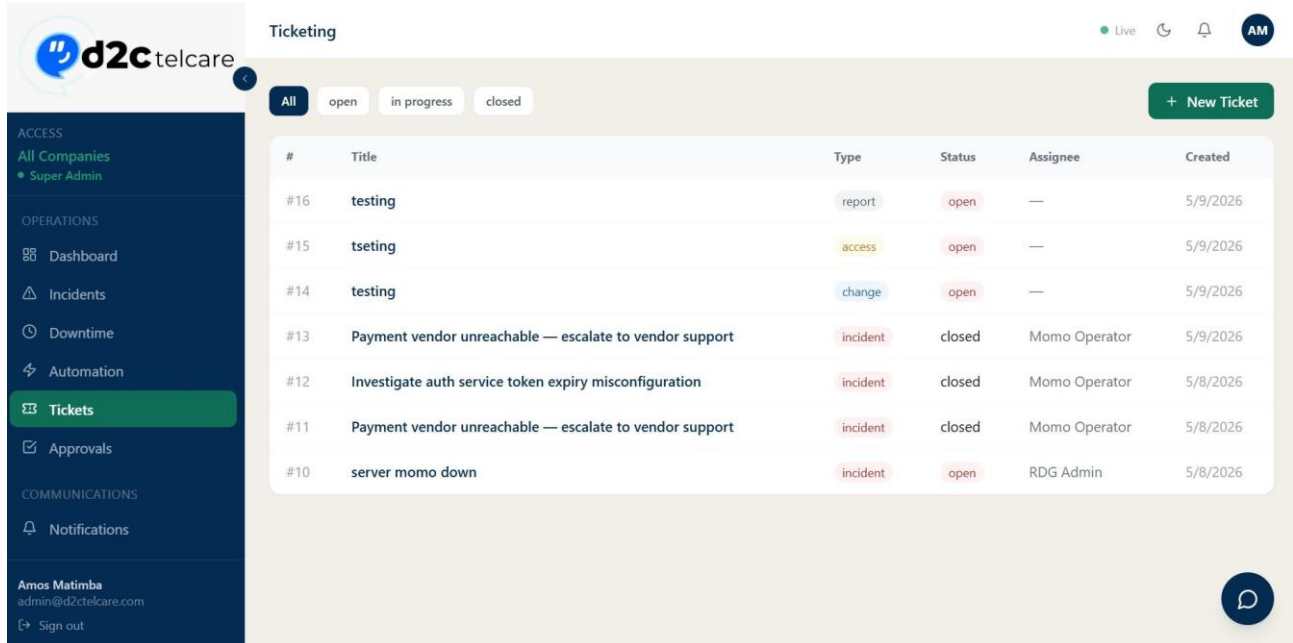 d2c telcare
Ticketing
Live
AM
All
open
in progress
closed
+ New Ticket
ACCESS
All Companies
Super Admin
OPERATIONS
Dashboard
Incidents
Downtime
Automation
Tickets
Approvals
COMMUNICATIONS
Notifications
Amos Matimba
admin@d2ctelcare.com
Sign out
# Title Type Status Assignee Created
#16 testing report open — 5/9/2026
#15 tseting access open — 5/9/2026
#14 testing change open — 5/9/2026
#13 Payment vendor unreachable — escalate to vendor support incident closed Momo Operator 5/9/2026
#12 Investigate auth service token expiry misconfiguration incident closed Momo Operator 5/8/2026
#11 Payment vendor unreachable — escalate to vendor support incident closed Momo Operator 5/8/2026
#10 server momo down incident open RDG Admin 5/8/2026